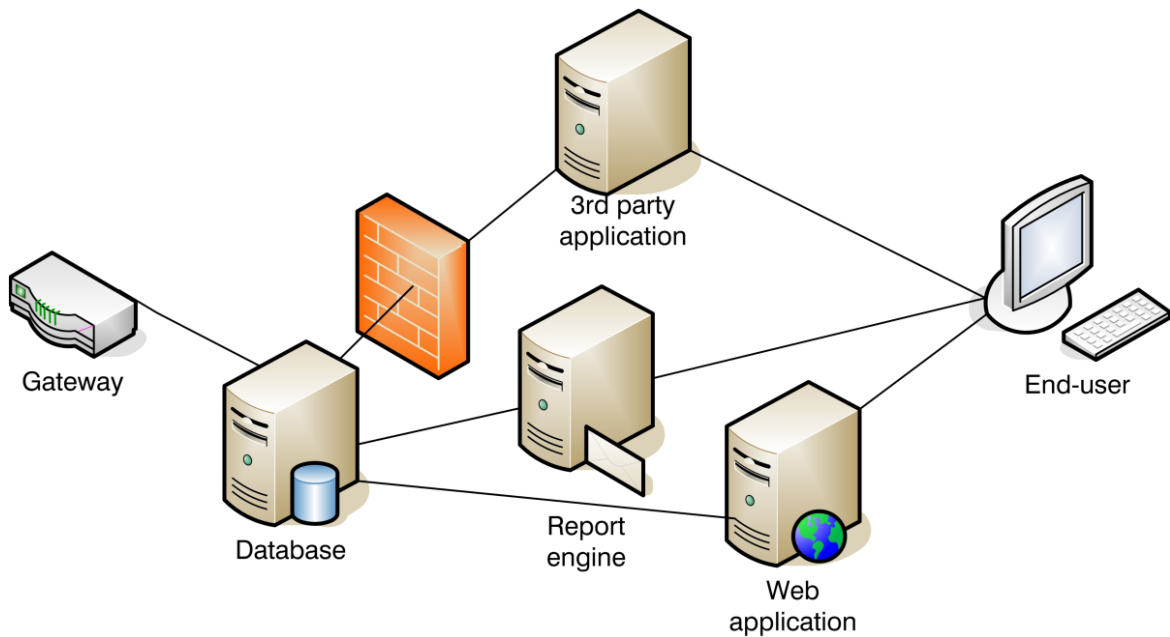 3rd party
application
Gateway
End-user
Database
Report
engine
Web
application